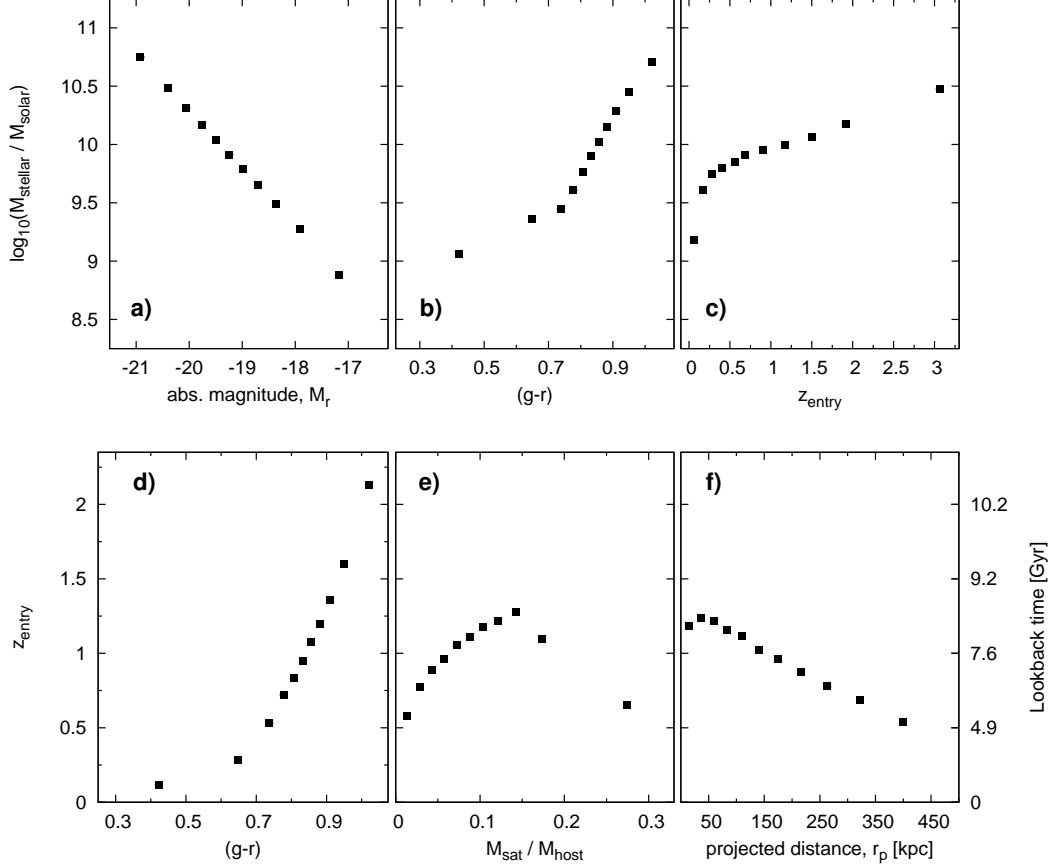 11
10.5
10
9.5
9
8.5
log10(Mstellar / Msolar)
a)
b)
c)
-21 -20 -19 -18 -17
0.3 0.5 0.7 0.9
0 0.5 1 1.5 2 2.5 3
abs. magnitude, Mr
(g-r)
zentry
d)
e)
f)
2
1.5
1
0.5
0
zentry
10.2
9.2
7.6
4.9
0
Lookback time [Gyr]
0.3 0.5 0.7 0.9
0 0.1 0.2 0.3
50 150 250 350 450
(g-r)
Msat / Mhost
projected distance, rp [kpc]